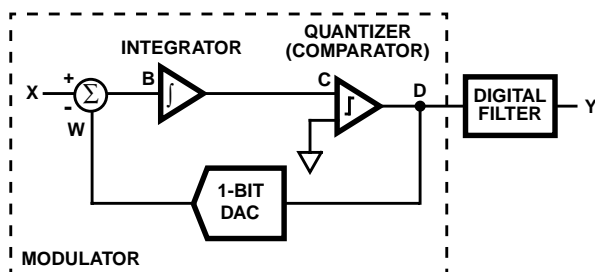 QUANTIZER
(COMPARATOR)
INTEGRATOR
X
+
-
Σ
W
B
∫
C
D
DIGITAL
FILTER
Y
1-BIT
DAC
MODULATOR